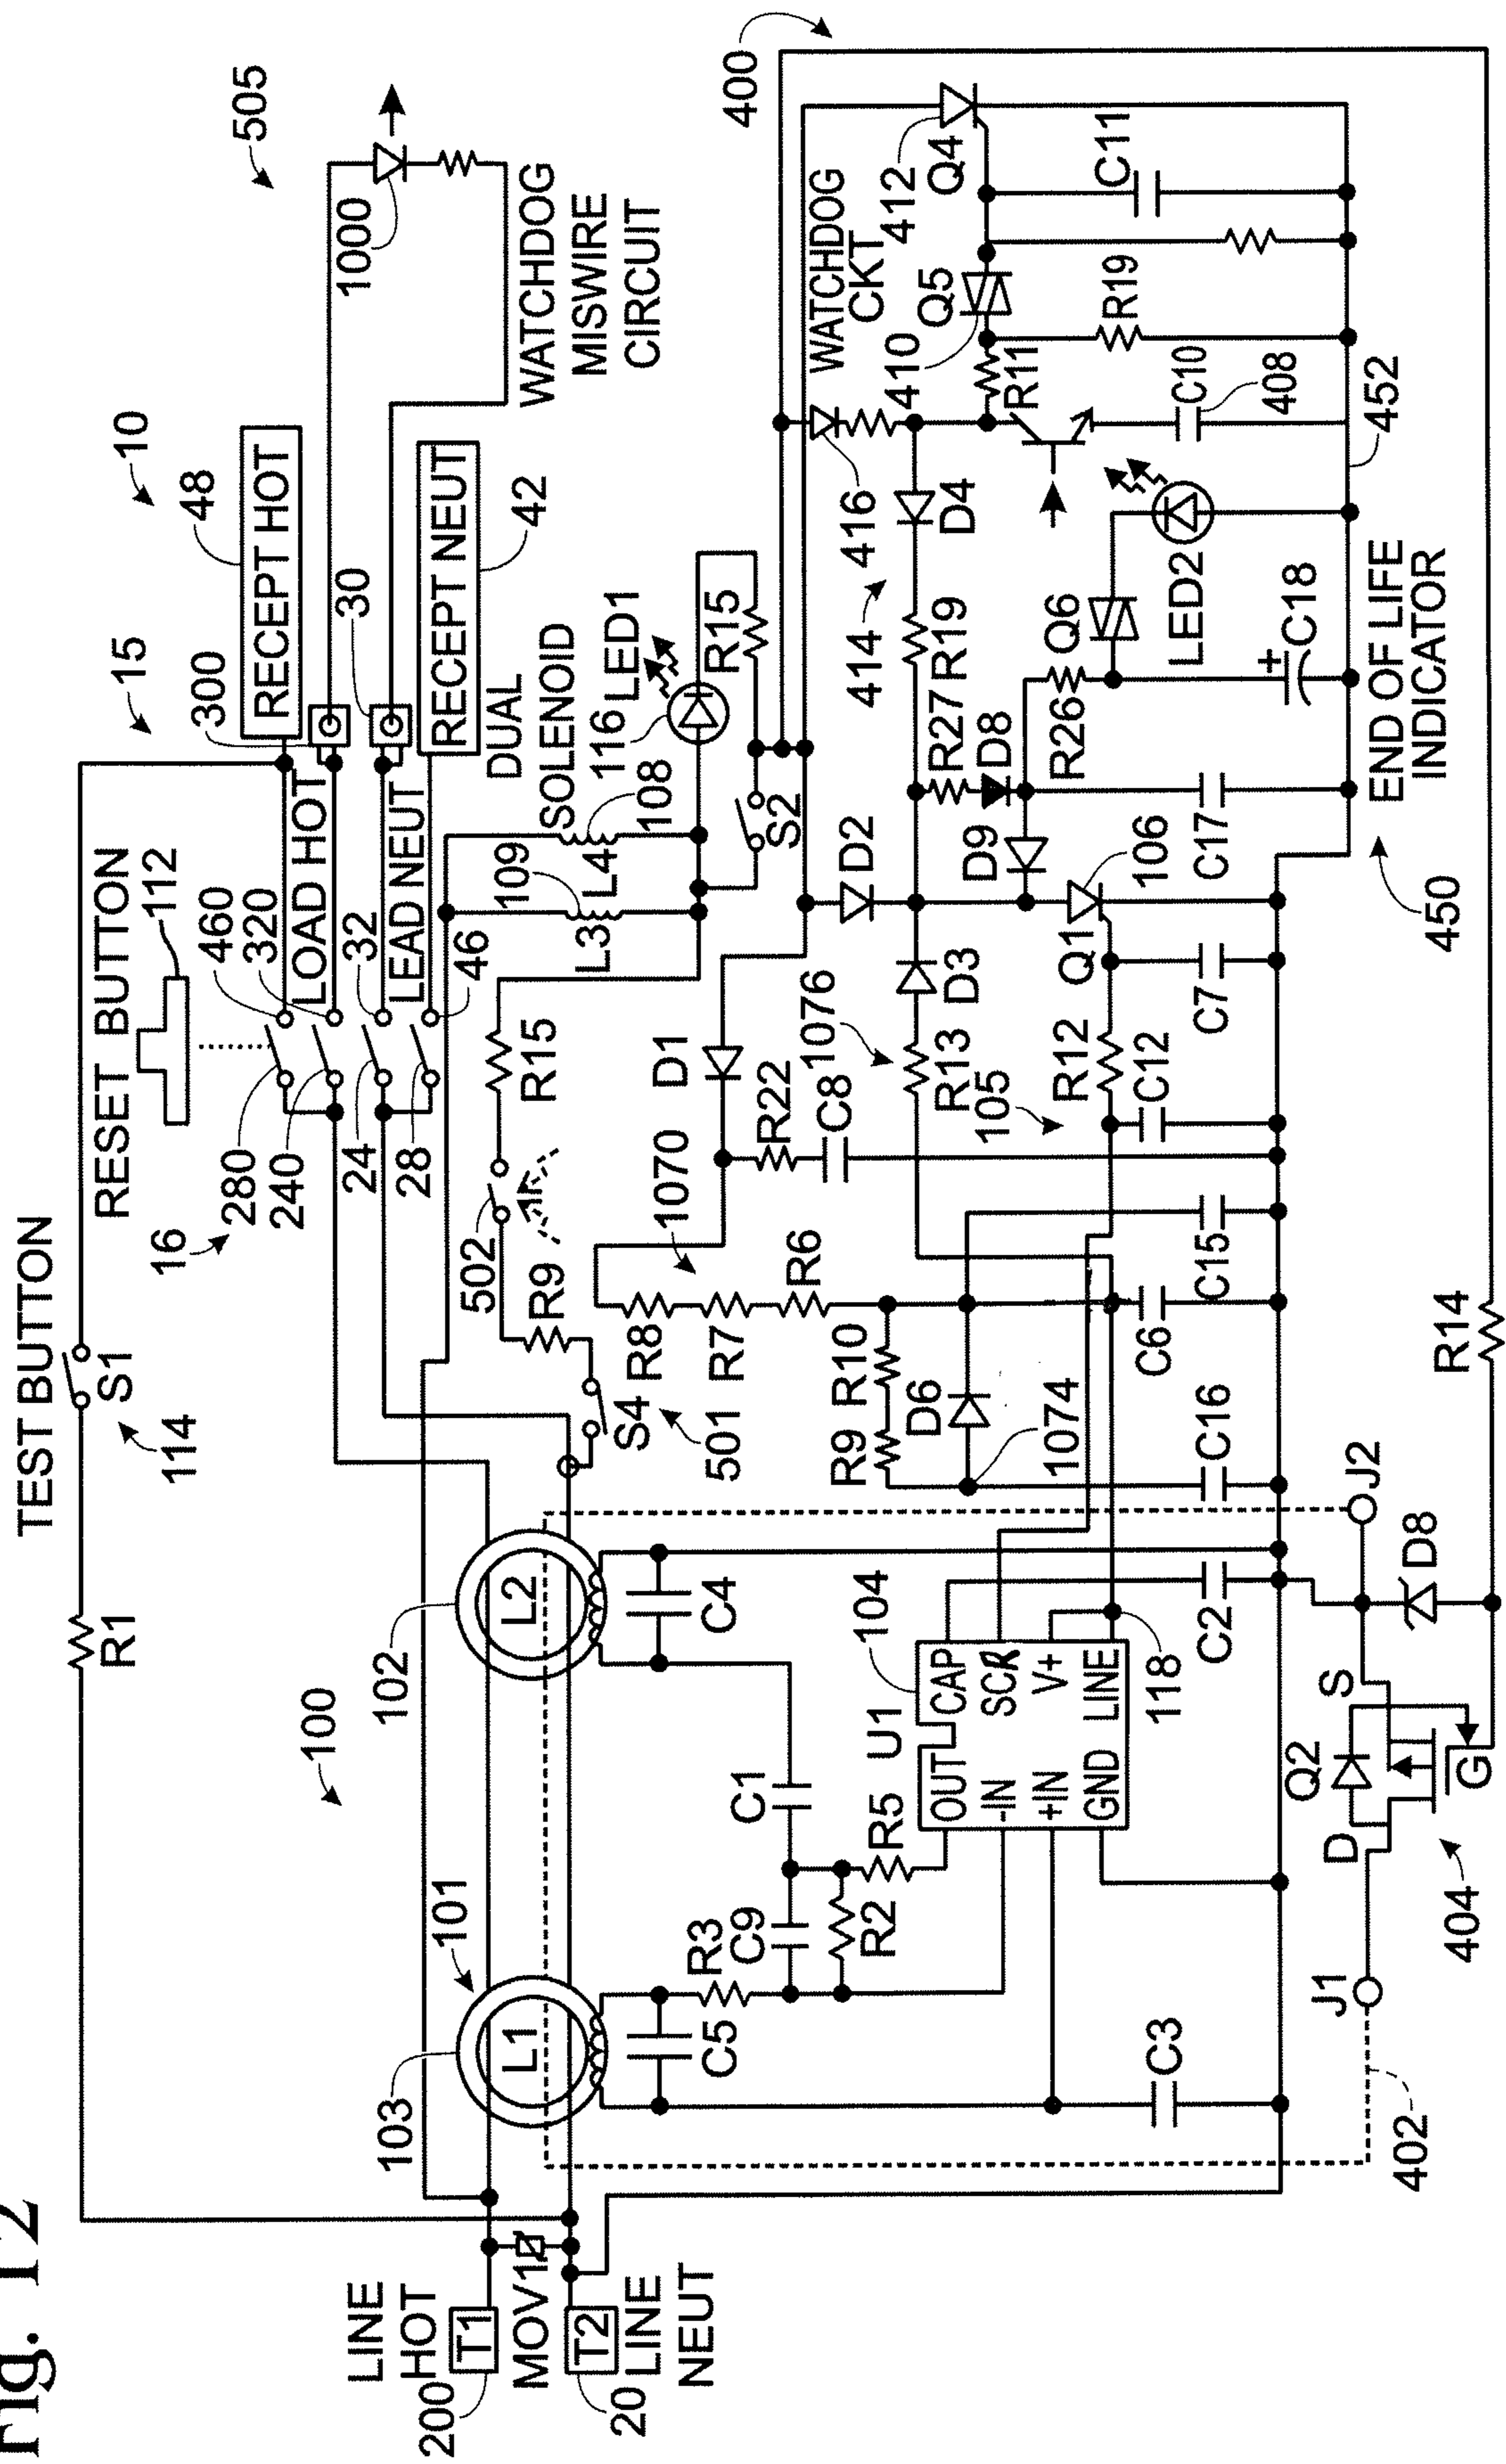 Fig. 12
TEST BUTTON
S1
114
R1
RESET BUTTON
112
16
280
240
24
28
460
320
32
46
LOAD HOT
LEAD NEUT
15
10
300
30
48
RECEPT HOT
RECEPT NEUT
42
505
1000
WATCHDOG
MISWIRE
CIRCUIT
DUAL
SOLENOID
109
108
L3
L4
116
LED1
R15
S2
R15
502
R9
S4
501
100
102
L2
C4
103
101
L1
C5
LINE
HOT
T1
200
MOV1
T2
20
LINE
NEUT
R3
C9
C1
R2
R5
U1
104
OUT
-IN
+IN
GND
CAP
SCR
V+
LINE
118
C2
C3
1070
R8
R7
R6
R9
R10
D6
1074
C16
C6
C15
D1
R22
C8
1076
R13
105
R12
C12
D3
C7
Q1
106
D2
D9
C17
R27
D8
R26
R19
414
D4
416
Q6
LED2
C18
+
END OF LIFE
INDICATOR
450
452
400
WATCHDOG
CKT
410
R11
Q5
412
Q4
C10
408
R19
C11
R14
J2
D8
S
Q2
D
G
404
J1
402